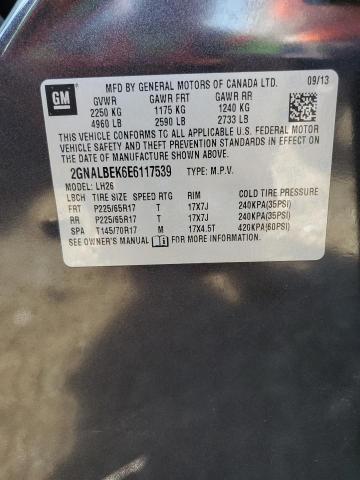 GM
MFD BY GENERAL MOTORS OF CANADA LTD. 09/13
GVWR GAWR FRT GAWR RR
2250 KG 1175 KG 1240 KG
4960 LB 2590 LB 2733 LB
THIS VEHICLE CONFORMS TO ALL APPLICABLE U.S. FEDERAL MOTOR
VEHICLE SAFETY, BUMPER, AND THEFT PREVENTION STANDARDS IN
EFFECT ON THE DATE OF MANUFACTURE SHOWN ABOVE.
2GNALBEK6E6117539 TYPE: M.P.V.
MODEL: LH26
LBCH TIRE SIZE SPEED RTG RIM COLD TIRE PRESSURE
FRT P225/65R17 T 17X7J 240KPA(35PSI)
RR P225/65R17 T 17X7J 240KPA(35PSI)
SPA T145/70R17 M 17X4.5T 420KPA(60PSI)
SEE OWNER'S MANUAL FOR MORE INFORMATION.